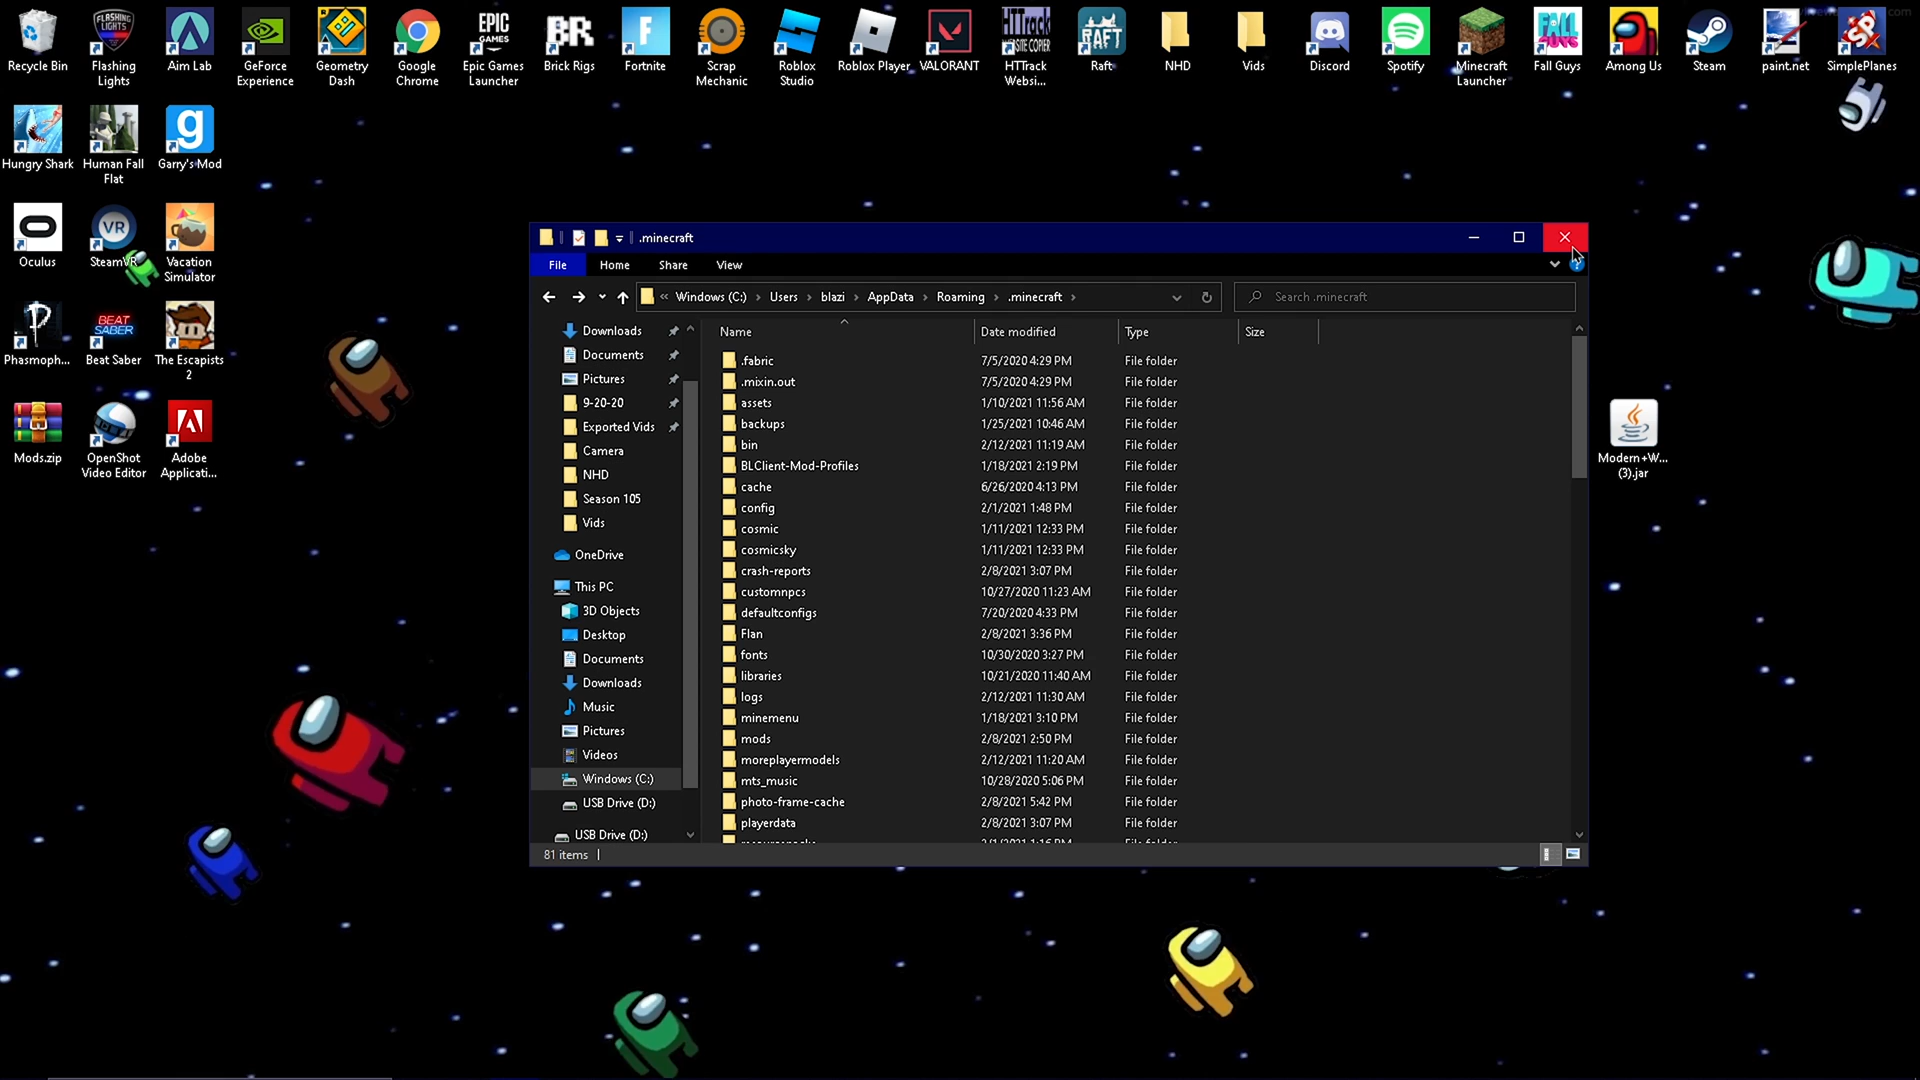 Recycle Bin
Flashing Lights
Aim Lab
GeForce Experience
Geometry Dash
Google Chrome
EPIC GAMES
Epic Games Launcher
BR
Brick Rigs
Fortnite
Scrap Mechanic
Roblox Studio
Roblox Player
VALORANT
HTTrack Websi...
RAFT
Raft
NHD
Vids
Discord
Spotify
Minecraft Launcher
FALL GUYS
Fall Guys
Among Us
Steam
paint.net
SimplePlanes
Hungry Shark
Human Fall Flat
Garry's Mod
Oculus
VR
SteamVR
Vacation Simulator
Phasmoph...
BEAT SABER
Beat Saber
The Escapists 2
Mods.zip
OpenShot Video Editor
Adobe Applicati...
Modern+W... (3).jar
.minecraft
File Home Share View
« Windows (C:) › Users › blazi › AppData › Roaming › .minecraft ›
Search .minecraft
Downloads
Documents
Pictures
9-20-20
Exported Vids
Camera
NHD
Season 105
Vids
OneDrive
This PC
3D Objects
Desktop
Documents
Downloads
Music
Pictures
Videos
Windows (C:)
USB Drive (D:)
USB Drive (D:)
Name Date modified Type Size
.fabric 7/5/2020 4:29 PM File folder
.mixin.out 7/5/2020 4:29 PM File folder
assets 1/10/2021 11:56 AM File folder
backups 1/25/2021 10:46 AM File folder
bin 2/12/2021 11:19 AM File folder
BLClient-Mod-Profiles 1/18/2021 2:19 PM File folder
cache 6/26/2020 4:13 PM File folder
config 2/1/2021 1:48 PM File folder
cosmic 1/11/2021 12:33 PM File folder
cosmicsky 1/11/2021 12:33 PM File folder
crash-reports 2/8/2021 3:07 PM File folder
customnpcs 10/27/2020 11:23 AM File folder
defaultconfigs 7/20/2020 4:33 PM File folder
Flan 2/8/2021 3:36 PM File folder
fonts 10/30/2020 3:27 PM File folder
libraries 10/21/2020 11:40 AM File folder
logs 2/12/2021 11:30 AM File folder
minemenu 1/18/2021 3:10 PM File folder
mods 2/8/2021 2:50 PM File folder
moreplayermodels 2/12/2021 11:20 AM File folder
mts_music 10/28/2020 5:06 PM File folder
photo-frame-cache 2/8/2021 5:42 PM File folder
playerdata 2/8/2021 3:07 PM File folder
81 items